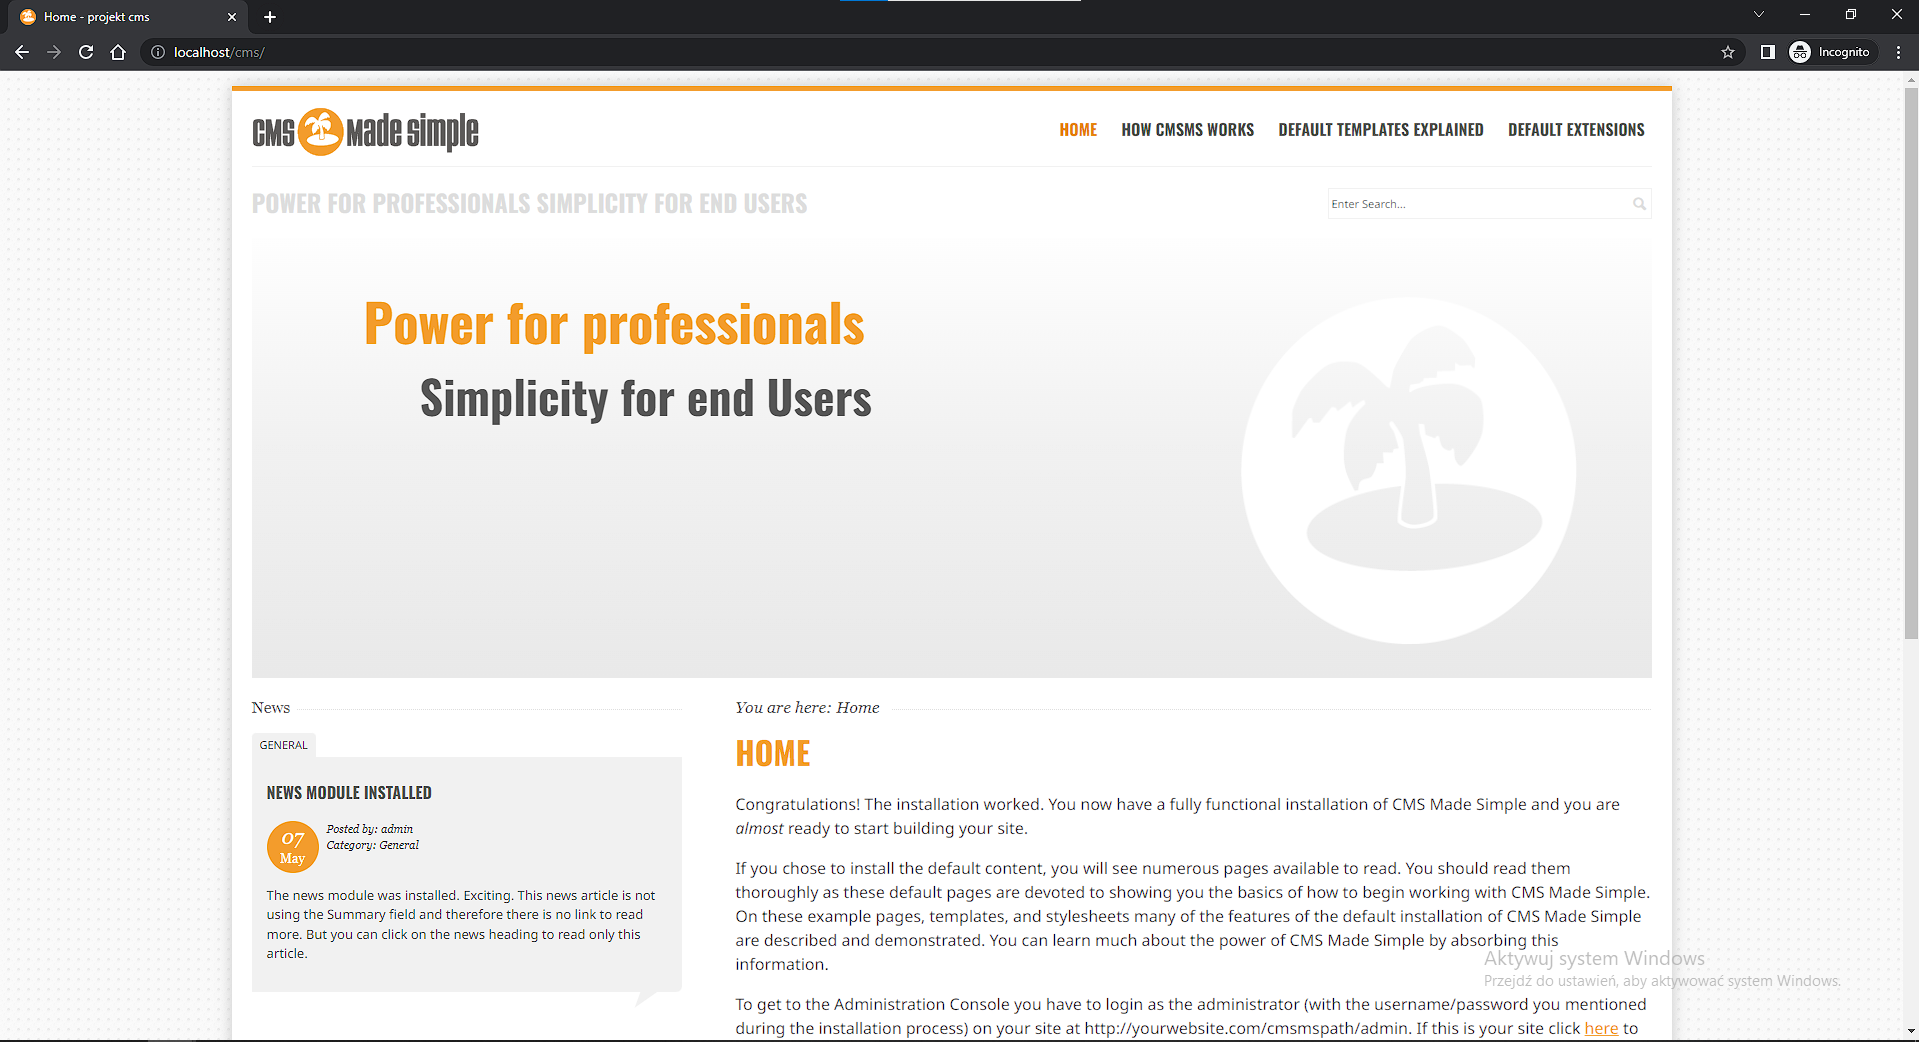 Home - projekt cms
localhost/cms/
Incognito
CMS Made Simple
HOME HOW CMSMS WORKS DEFAULT TEMPLATES EXPLAINED DEFAULT EXTENSIONS
POWER FOR PROFESSIONALS SIMPLICITY FOR END USERS
Enter Search...
Power for professionals
Simplicity for end Users
News
GENERAL
NEWS MODULE INSTALLED
07
May
Posted by: admin
Category: General
The news module was installed. Exciting. This news article is not
using the Summary field and therefore there is no link to read
more. But you can click on the news heading to read only this
article.
You are here: Home
HOME
Congratulations! The installation worked. You now have a fully functional installation of CMS Made Simple and you are
almost ready to start building your site.
If you chose to install the default content, you will see numerous pages available to read. You should read them
thoroughly as these default pages are devoted to showing you the basics of how to begin working with CMS Made Simple.
On these example pages, templates, and stylesheets many of the features of the default installation of CMS Made Simple
are described and demonstrated. You can learn much about the power of CMS Made Simple by absorbing this
information.
To get to the Administration Console you have to login as the administrator (with the username/password you mentioned
during the installation process) on your site at http://yourwebsite.com/cmsmspath/admin. If this is your site click here to
Aktywuj system Windows
Przejdź do ustawień, aby aktywować system Windows.